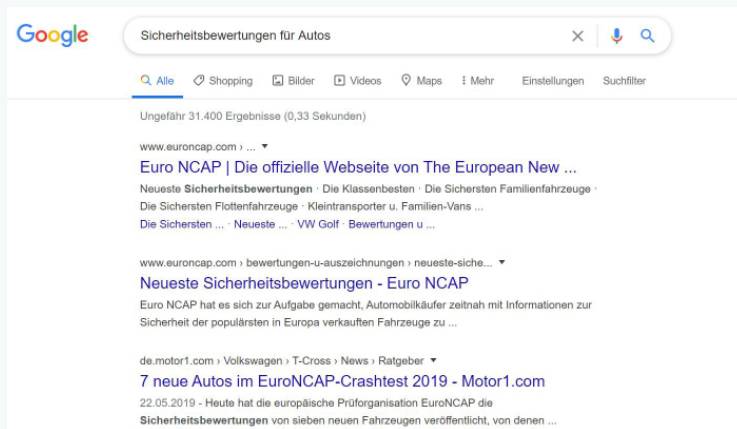 Google
Sicherheitsbewertungen für Autos
Alle Shopping Bilder Videos Maps Mehr Einstellungen Suchfilter
Ungefähr 31.400 Ergebnisse (0,33 Sekunden)
www.euroncap.com › ...
Euro NCAP | Die offizielle Webseite von The European New ...
Neueste Sicherheitsbewertungen · Die Klassenbesten · Die Sichersten Familienfahrzeuge ·
Die Sichersten Flottenfahrzeuge · Kleintransporter u. Familien-Vans ...
Die Sichersten ... · Neueste ... · VW Golf · Bewertungen u ...
www.euroncap.com › bewertungen-u-auszeichnungen › neueste-siche...
Neueste Sicherheitsbewertungen - Euro NCAP
Euro NCAP hat es sich zur Aufgabe gemacht, Automobilkäufer zeitnah mit Informationen zur
Sicherheit der populärsten in Europa verkauften Fahrzeuge zu ...
de.motor1.com › Volkswagen › T-Cross › News › Ratgeber
7 neue Autos im EuroNCAP-Crashtest 2019 - Motor1.com
22.05.2019 - Heute hat die europäische Prüforganisation EuroNCAP die
Sicherheitsbewertungen von sieben neuen Fahrzeugen veröffentlicht, von denen ...